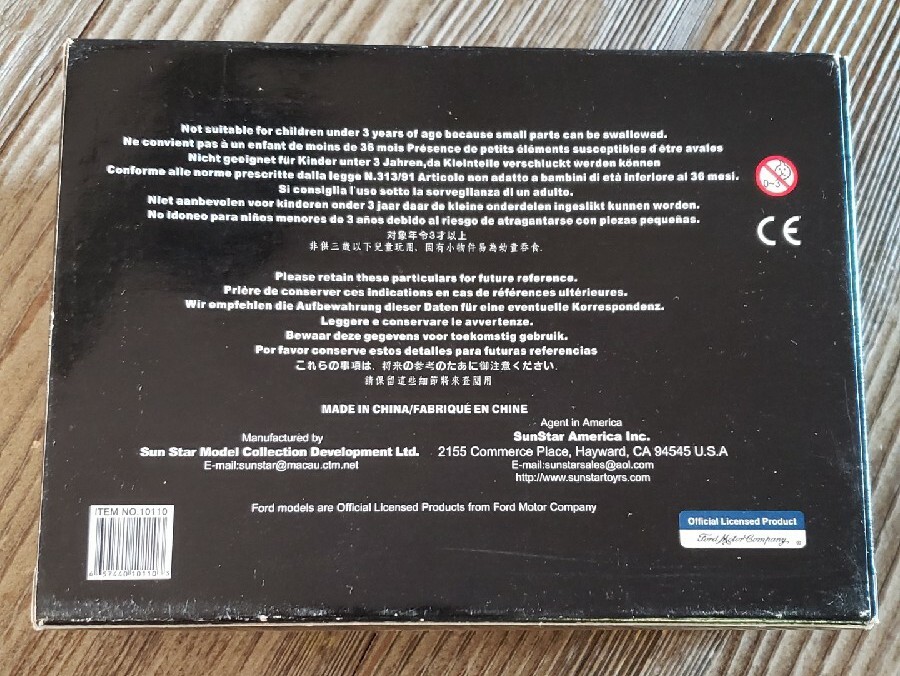 Not suitable for children under 3 years of age because small parts can be swallowed.
Ne convient pas à un enfant de moins de 36 mois Présence de petits éléments susceptibles d'être avales
Nicht geeignet für Kinder unter 3 Jahren,da Kleinteile verschluckt werden können
Conforme alle norme prescritte dalla legge N.313/91 Articolo non adatto a bambini di età inferiore al 36 mesi.
Si consiglia l'uso sotto la sorveglianza di un adulto.
Niet aanbevolen voor kinderen onder 3 jaar daar de kleine onderdelen ingeslikt kunnen worden.
No idoneo para niños menores de 3 años debido al riesgo de atragantarse con piezas pequeñas.
対象年令3才以上
非供三歲以下兒童玩用、因有小物件易為幼童吞食.
0-3
CE
Please retain these particulars for future reference.
Prière de conserver ces indications en cas de références ultérieures.
Wir empfehlen die Aufbewahrung dieser Daten für eine eventuelle Korrespondenz.
Leggere e conservare le avvertenze.
Bewaar deze gegevens voor toekomstig gebruik.
Por favor conserve estos detalles para futuras referencias
これらの事項は、将来の参考のたあに御注意ください.
請保留這些細節將來查閱用
MADE IN CHINA/FABRIQUÉ EN CHINE
Manufactured by
Sun Star Model Collection Development Ltd.
E-mail:sunstar@macau.ctm.net
Agent in America
SunStar America Inc.
2155 Commerce Place, Hayward, CA 94545 U.S.A
E-mail:sunstarsales@aol.com
http://www.sunstartoyrs.com
Ford models are Official Licensed Products from Ford Motor Company
ITEM NO.10110
Official Licensed Product
Ford Motor Company,